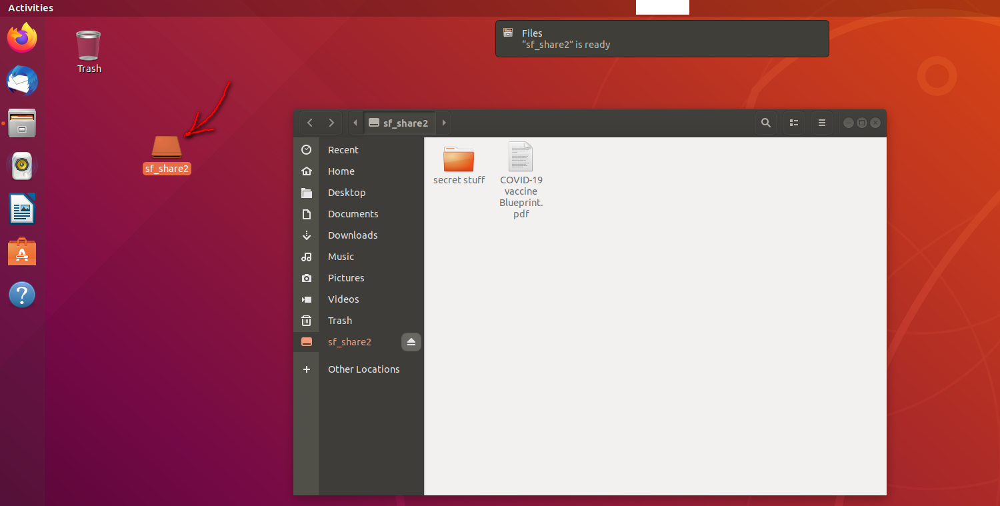 Activities
Trash
sf_share2
Files
“sf_share2” is ready
sf_share2
Recent
Home
Desktop
Documents
Downloads
Music
Pictures
Videos
Trash
sf_share2
Other Locations
secret stuff
COVID-19
vaccine
Blueprint.
pdf